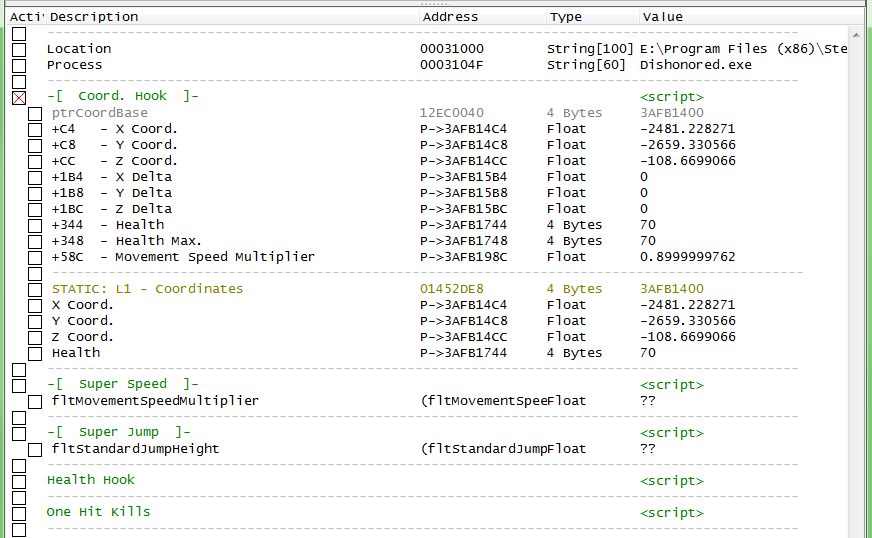 Activ Description Address Type Value
Location 00031000 String[100] E:\Program Files (x86)\Ste
Process 0003104F String[60] Dishonored.exe
-[ Coord. Hook ]- <script>
ptrCoordBase 12EC0040 4 Bytes 3AFB1400
+C4 - X Coord. P->3AFB14C4 Float -2481.228271
+C8 - Y Coord. P->3AFB14C8 Float -2659.330566
+CC - Z Coord. P->3AFB14CC Float -108.6699066
+1B4 - X Delta P->3AFB15B4 Float 0
+1B8 - Y Delta P->3AFB15B8 Float 0
+1BC - Z Delta P->3AFB15BC Float 0
+344 - Health P->3AFB1744 4 Bytes 70
+348 - Health Max. P->3AFB1748 4 Bytes 70
+58C - Movement Speed Multiplier P->3AFB198C Float 0.8999999762
STATIC: L1 - Coordinates 01452DE8 4 Bytes 3AFB1400
X Coord. P->3AFB14C4 Float -2481.228271
Y Coord. P->3AFB14C8 Float -2659.330566
Z Coord. P->3AFB14CC Float -108.6699066
Health P->3AFB1744 4 Bytes 70
-[ Super Speed ]- <script>
fltMovementSpeedMultiplier (fltMovementSpee Float ??
-[ Super Jump ]- <script>
fltStandardJumpHeight (fltStandardJump Float ??
Health Hook <script>
One Hit Kills <script>